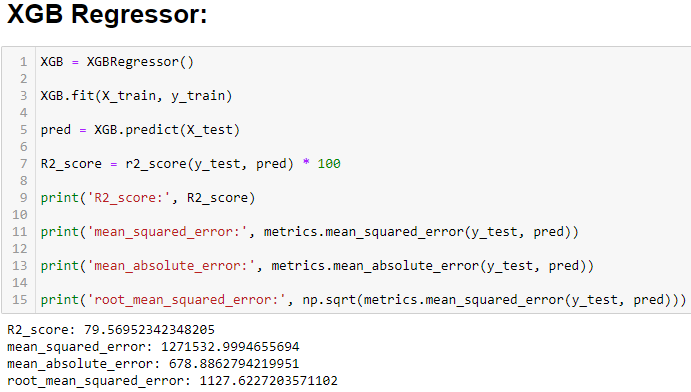 XGB Regressor:
1 XGB = XGBRegressor()
2
3 XGB.fit(X_train, y_train)
4
5 pred = XGB.predict(X_test)
6
7 R2_score = r2_score(y_test, pred) * 100
8
9 print('R2_score:', R2_score)
10
11 print('mean_squared_error:', metrics.mean_squared_error(y_test, pred))
12
13 print('mean_absolute_error:', metrics.mean_absolute_error(y_test, pred))
14
15 print('root_mean_squared_error:', np.sqrt(metrics.mean_squared_error(y_test, pred)))
R2_score: 79.56952342348205
mean_squared_error: 1271532.9994655694
mean_absolute_error: 678.8862794219951
root_mean_squared_error: 1127.6227203571102